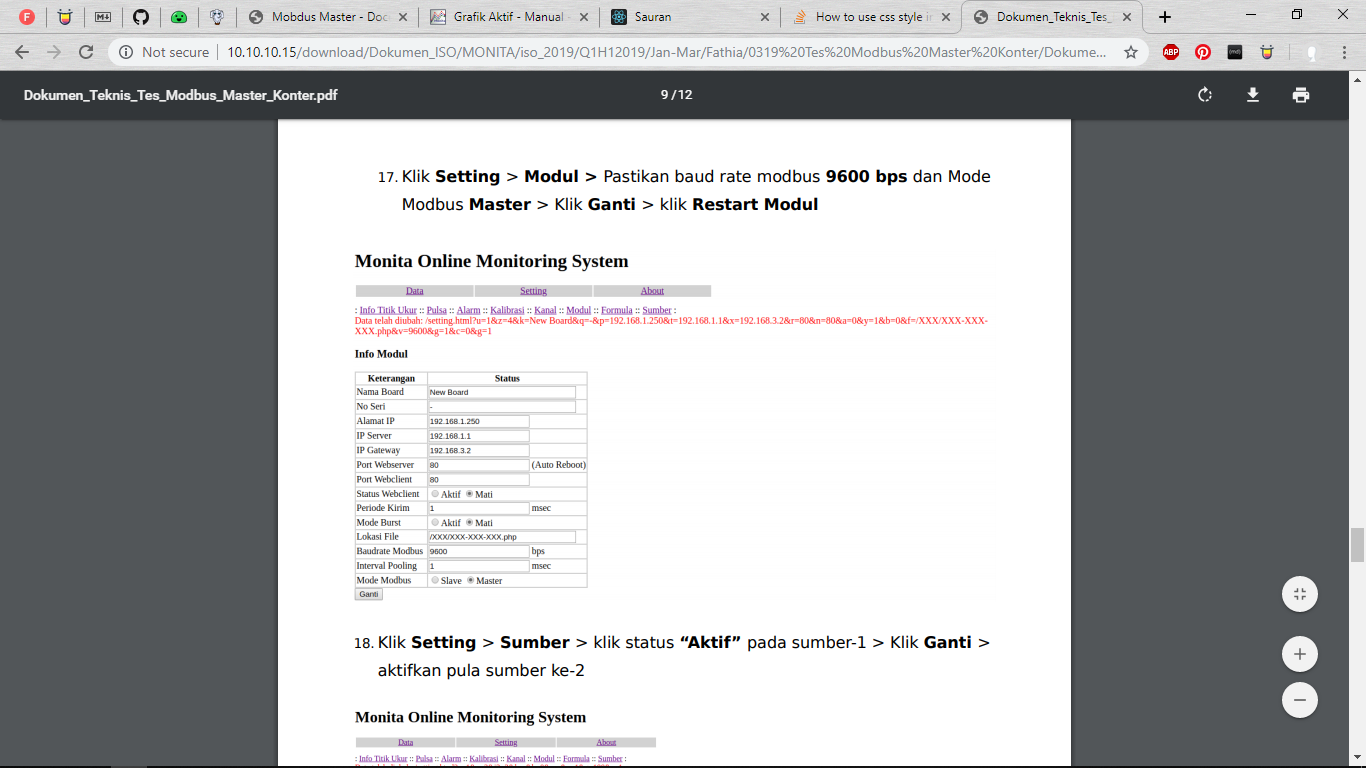 Mobdus Master - Doc
Grafik Aktif - Manual -
Sauran
How to use css style in
Dokumen_Teknis_Tes_
Not secure
10.10.10.15/download/Dokumen_ISO/MONITA/iso_2019/Q1H12019/Jan-Mar/Fathia/0319%20Tes%20Modbus%20Master%20Konter/Dokume...
ABP
Dokumen_Teknis_Tes_Modbus_Master_Konter.pdf
9 / 12
17. Klik Setting > Modul > Pastikan baud rate modbus 9600 bps dan Mode
Modbus Master > Klik Ganti > klik Restart Modul
Monita Online Monitoring System
Data Setting About
: Info Titik Ukur :: Pulsa :: Alarm :: Kalibrasi :: Kanal :: Modul :: Formula :: Sumber :
Data telah diubah: /setting.html?u=1&z=4&k=New Board&q=-&p=192.168.1.250&t=192.168.1.1&x=192.168.3.2&r=80&n=80&a=0&y=1&b=0&f=/XXX/XXX-XXX-
XXX.php&v=9600&g=1&c=0&g=1
Info Modul
Keterangan Status
Nama Board New Board
No Seri -
Alamat IP 192.168.1.250
IP Server 192.168.1.1
IP Gateway 192.168.3.2
Port Webserver 80 (Auto Reboot)
Port Webclient 80
Status Webclient Aktif Mati
Periode Kirim 1 msec
Mode Burst Aktif Mati
Lokasi File /XXX/XXX-XXX-XXX.php
Baudrate Modbus 9600 bps
Interval Pooling 1 msec
Mode Modbus Slave Master
Ganti
18. Klik Setting > Sumber > klik status “Aktif” pada sumber-1 > Klik Ganti >
aktifkan pula sumber ke-2
Monita Online Monitoring System
Data Setting About
: Info Titik Ukur :: Pulsa :: Alarm :: Kalibrasi :: Kanal :: Modul :: Formula :: Sumber :